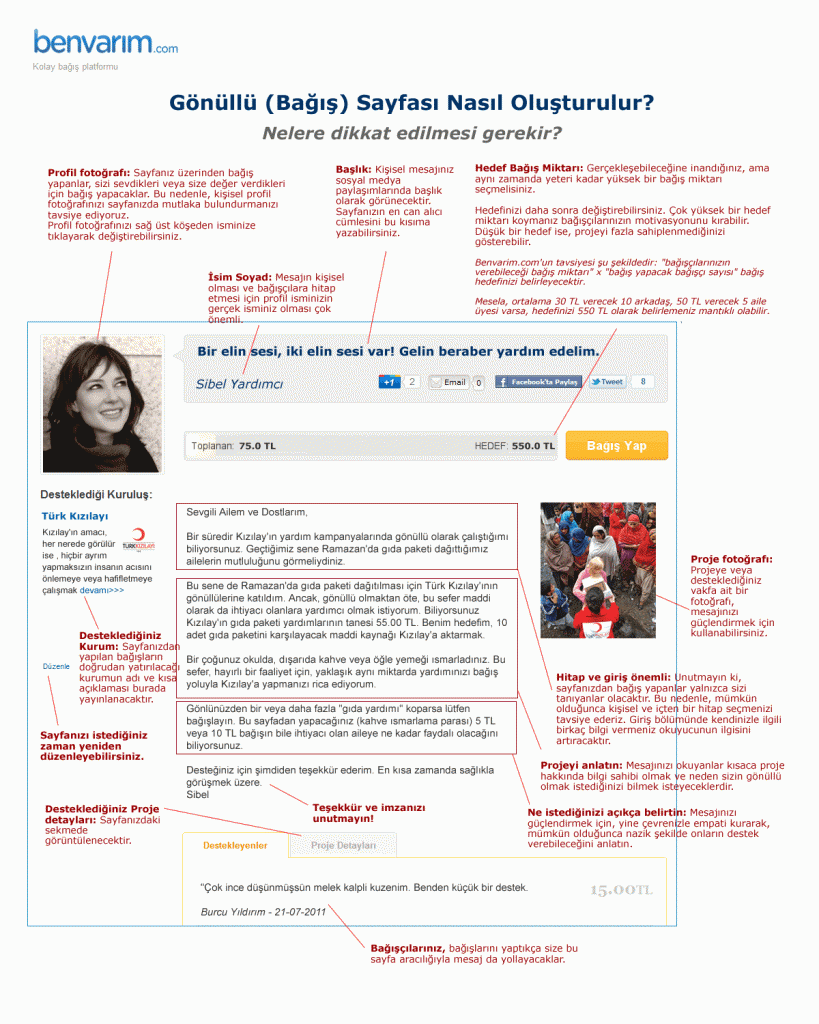 benvarım.com
Kolay bağış platformu
Gönüllü (Bağış) Sayfası Nasıl Oluşturulur?
Nelere dikkat edilmesi gerekir?
Profil fotoğrafı: Sayfanız üzerinden bağış
yapanlar, sizi sevdikleri veya size değer verdikleri
için bağış yapacaklar. Bu nedenle, kişisel profil
fotoğrafınızı sayfanızda mutlaka bulundurmanızı
tavsiye ediyoruz.
Profil fotoğrafınızı sağ üst köşeden isminize
tıklayarak değiştirebilirsiniz.
Başlık: Kişisel mesajınız
sosyal medya
paylaşımlarında başlık
olarak görünecektir.
Sayfanızın en can alıcı
cümlesini bu kısıma
yazabilirsiniz.
Hedef Bağış Miktarı: Gerçekleşebileceğine inandığınız, ama
aynı zamanda yeteri kadar yüksek bir bağış miktarı
seçmelisiniz.
Hedefinizi daha sonra değiştirebilirsiniz. Çok yüksek bir hedef
miktarı koymanız bağışçılarınızın motivasyonunu kırabilir.
Düşük bir hedef ise, projeyi fazla sahiplenmediğinizi
gösterebilir.
Benvarim.com'un tavsiyesi şu şekildedir: "bağışçılarınızın
verebileceği bağış miktarı" x "bağış yapacak bağışçı sayısı" bağış
hedefinizi belirleyecektir.
Mesela, ortalama 30 TL verecek 10 arkadaş, 50 TL verecek 5 aile
üyesi varsa, hedefinizi 550 TL olarak belirlemeniz mantıklı olabilir.
İsim Soyad: Mesajın kişisel
olması ve bağışçılara hitap
etmesi için profil isminizin
gerçek isminiz olması çok
önemli.
Bir elin sesi, iki elin sesi var! Gelin beraber yardım edelim.
Sibel Yardımcı
+1 2 Email 0 Facebook'ta Paylaş Tweet 8
Toplanan: 75.0 TL HEDEF: 550.0 TL Bağış Yap
Desteklediği Kuruluş:
Türk Kızılayı
Kızılay'ın amacı,
her nerede görülür
ise , hiçbir ayrım
yapmaksızın insanın acısını
önlemeye veya hafifletmeye
çalışmak devamı>>>
TÜRKKIZILAYI
Desteklediğiniz
Kurum: Sayfanızdan
yapılan bağışların
doğrudan yatırılacağı
kurumun adı ve kısa
açıklaması burada
yayınlanacaktır.
Düzenle
Sayfanızı istediğiniz
zaman yeniden
düzenleyebilirsiniz.
Sevgili Ailem ve Dostlarım,
Bir süredir Kızılay'ın yardım kampanyalarında gönüllü olarak çalıştığımı
biliyorsunuz. Geçtiğimiz sene Ramazan'da gıda paketi dağıttığımız
ailelerin mutluluğunu görmeliydiniz.
Bu sene de Ramazan'da gıda paketi dağıtılması için Türk Kızılay'ının
gönüllülerine katıldım. Ancak, gönüllü olmaktan öte, bu sefer maddi
olarak da ihtiyacı olanlara yardımcı olmak istiyorum. Biliyorsunuz
Kızılay'ın gıda paketi yardımlarının tanesi 55.00 TL. Benim hedefim, 10
adet gıda paketini karşılayacak maddi kaynağı Kızılay'a aktarmak.
Bir çoğunuz okulda, dışarıda kahve veya öğle yemeği ısmarladınız. Bu
sefer, hayırlı bir faaliyet için, yaklaşık aynı miktarda yardımınızı bağış
yoluyla Kızılay'a yapmanızı rica ediyorum.
Gönlünüzden bir veya daha fazla "gıda yardımı" koparsa lütfen
bağışlayın. Bu sayfadan yapacağınız (kahve ısmarlama parası) 5 TL
veya 10 TL bağışın bile ihtiyacı olan aileye ne kadar faydalı olacağını
biliyorsunuz.
Desteğiniz için şimdiden teşekkür ederim. En kısa zamanda sağlıkla
görüşmek üzere.
Sibel
Proje fotoğrafı:
Projeye veya
desteklediğiniz
vakfa ait bir
fotoğrafı,
mesajınızı
güçlendirmek için
kullanabilirsiniz.
Hitap ve giriş önemli: Unutmayın ki,
sayfanızdan bağış yapanlar yalnızca sizi
tanıyanlar olacaktır. Bu nedenle, mümkün
olduğunca kişisel ve içten bir hitap seçmenizi
tavsiye ederiz. Giriş bölümünde kendinizle ilgili
birkaç bilgi vermeniz okuyucunun ilgisini
artıracaktır.
Projeyi anlatın: Mesajınızı okuyanlar kısaca proje
hakkında bilgi sahibi olmak ve neden sizin gönüllü
olmak istediğinizi bilmek isteyeceklerdir.
Ne istediğinizi açıkça belirtin: Mesajınızı
güçlendirmek için, yine çevrenizle empati kurarak,
mümkün olduğunca nazik şekilde onların destek
verebileceğini anlatın.
Teşekkür ve imzanızı
unutmayın!
Desteklediğiniz Proje
detayları: Sayfanızdaki
sekmede
görüntülenecektir.
Destekleyenler Proje Detayları
"Çok ince düşünmüşsün melek kalpli kuzenim. Benden küçük bir destek. 15.00TL
Burcu Yıldırım - 21-07-2011
Bağışçılarınız, bağışlarını yaptıkça size bu
sayfa aracılığıyla mesaj da yollayacaklar.